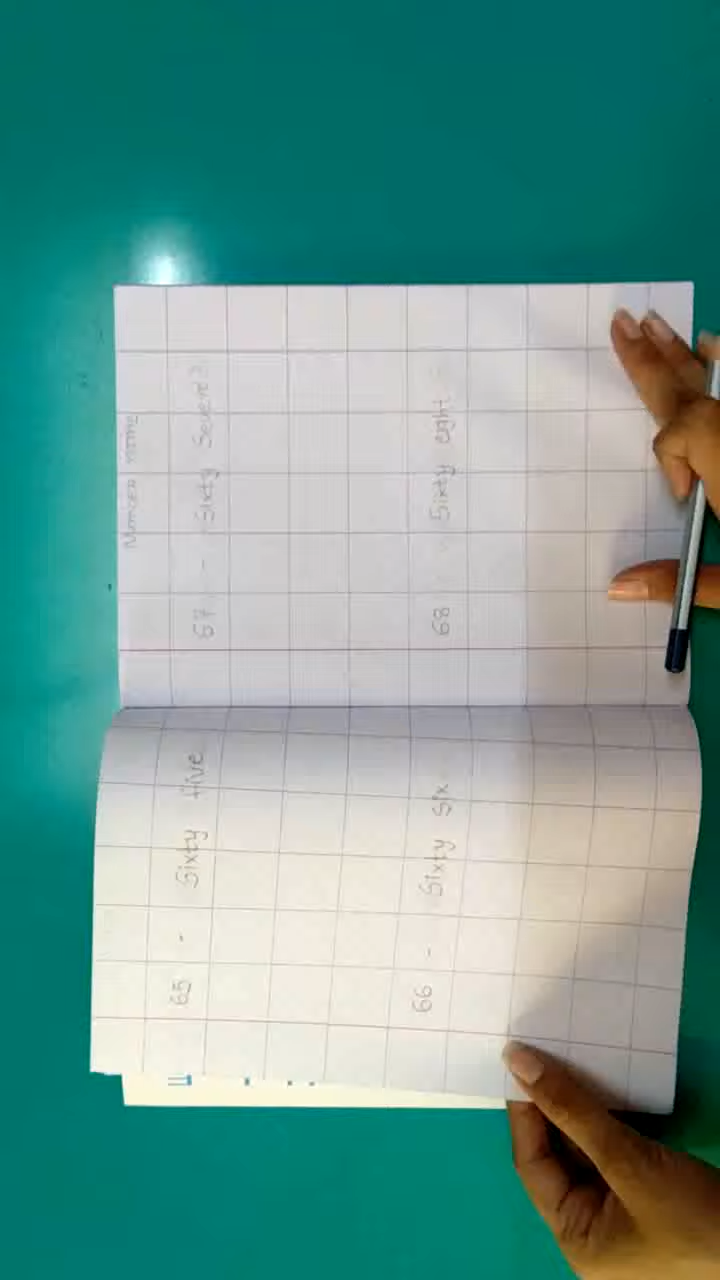 65 - Sixty five
66 - Sixty Six
Number name
67 - Sixty Seven
68 - Sixty eight